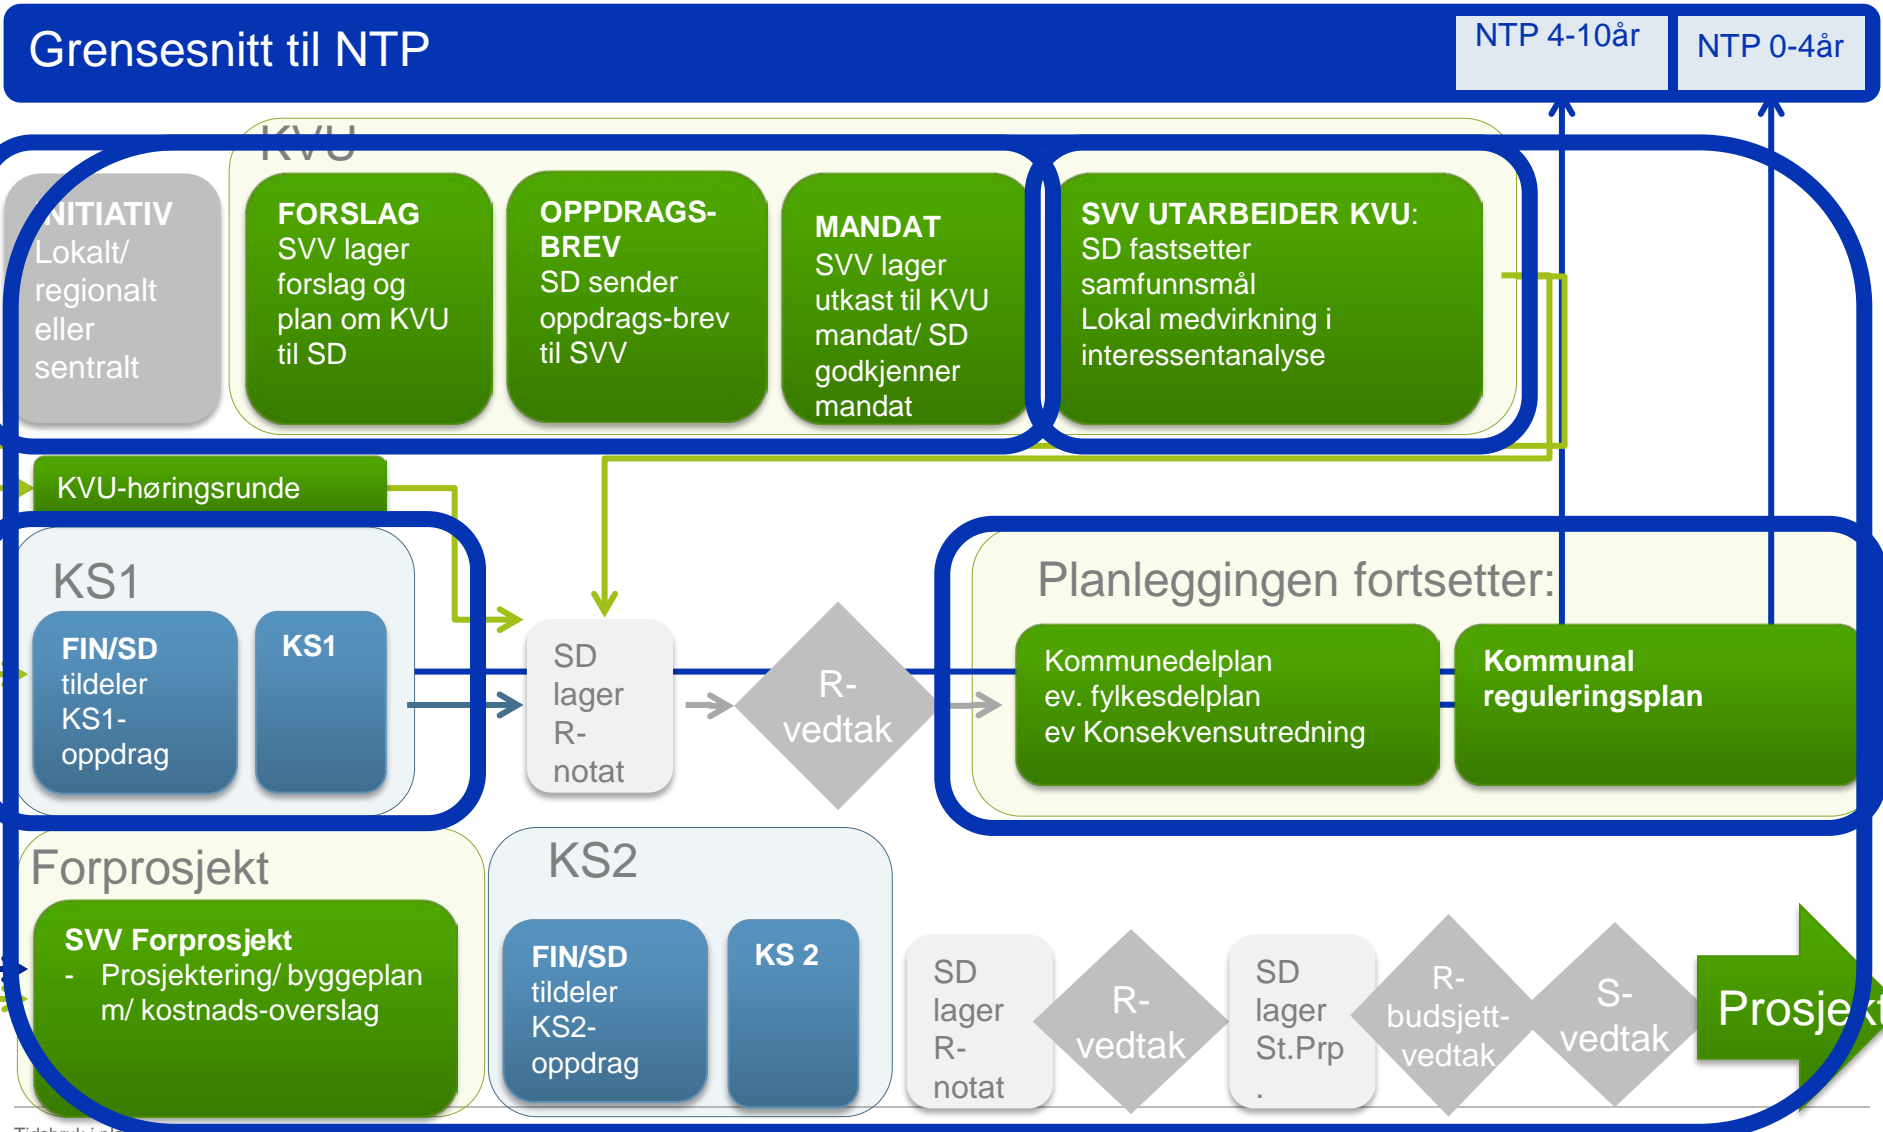 Grensesnitt til NTP
NTP 4-10år
NTP 0-4år
KVU
INITIATIV
Lokalt/
regionalt
eller
sentralt
FORSLAG
SVV lager
forslag og
plan om KVU
til SD
OPPDRAGS-
BREV
SD sender
oppdrags-brev
til SVV
MANDAT
SVV lager
utkast til KVU
mandat/ SD
godkjenner
mandat
SVV UTARBEIDER KVU:
SD fastsetter
samfunnsmål
Lokal medvirkning i
interessentanalyse
KVU-høringsrunde
KS1
FIN/SD
tildeler
KS1-
oppdrag
KS1
SD
lager
R-
notat
R-
vedtak
Planleggingen fortsetter:
Kommunedelplan
ev. fylkesdelplan
ev Konsekvensutredning
Kommunal
reguleringsplan
Forprosjekt
SVV Forprosjekt
- Prosjektering/ byggeplan
m/ kostnads-overslag
KS2
FIN/SD
tildeler
KS2-
oppdrag
KS 2
SD
lager
R-
notat
R-
vedtak
SD
lager
St.Prp
.
R-
budsjett-
vedtak
S-
vedtak
Prosjekt